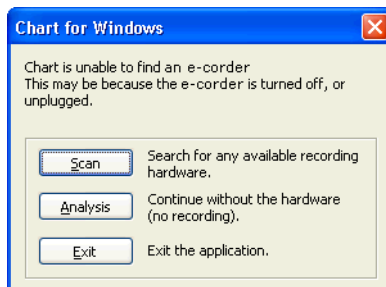 Chart for Windows
Chart is unable to find an e-corder
This may be because the e-corder is turned off, or
unplugged.
Scan
Search for any available recording
hardware.
Analysis
Continue without the hardware
(no recording).
Exit
Exit the application.